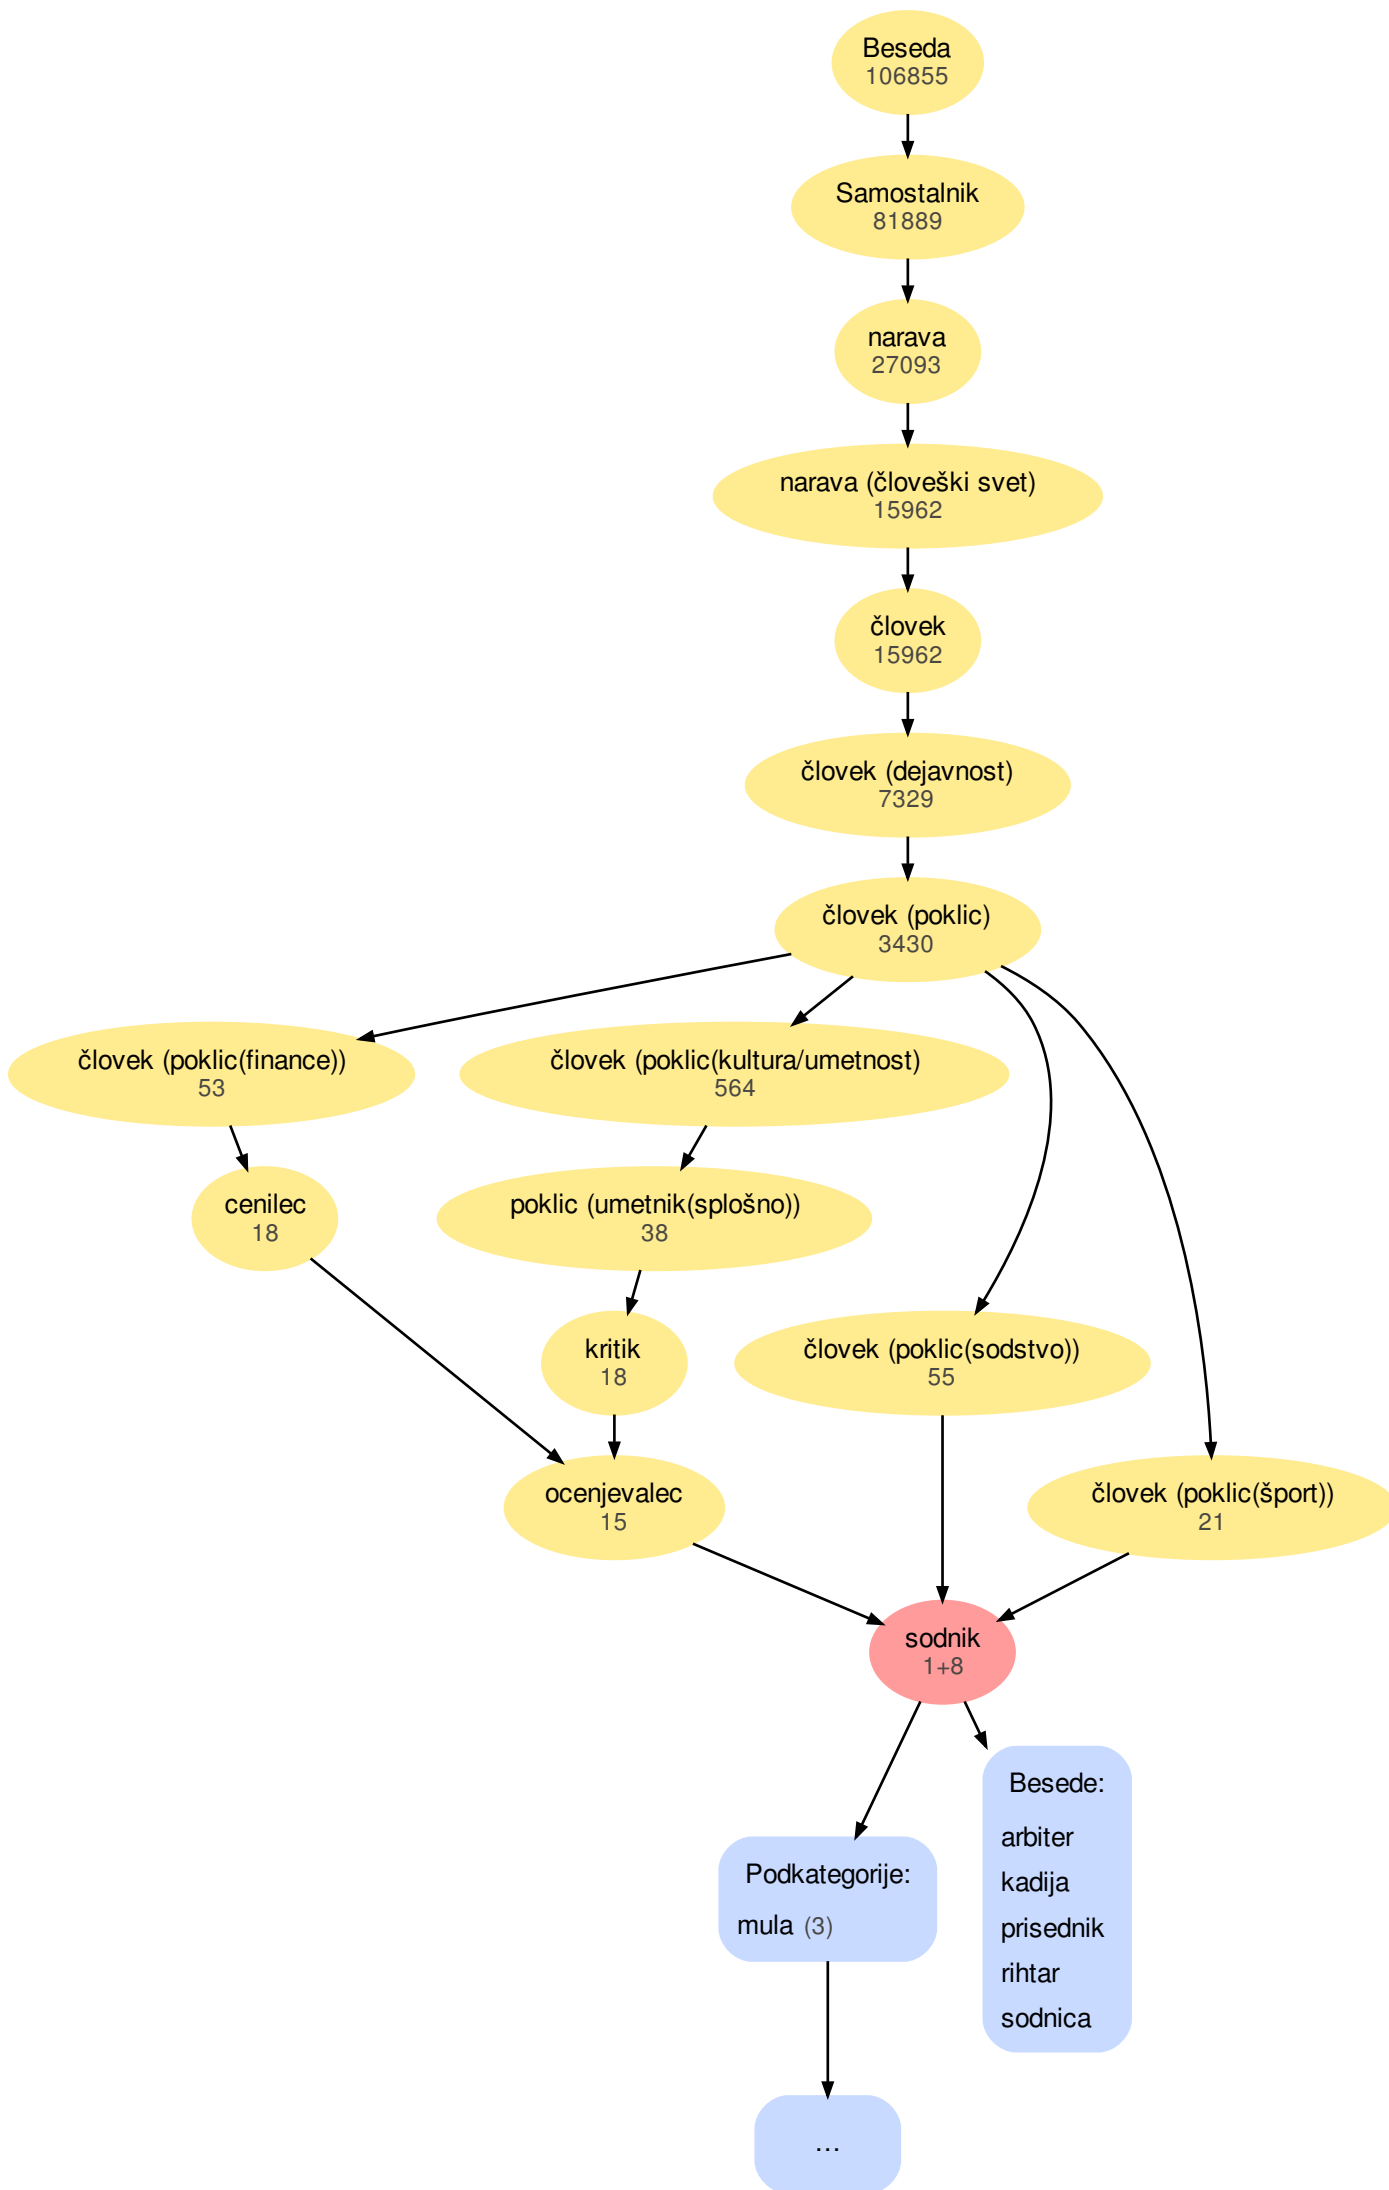 Beseda
106855
Samostalnik
81889
narava
27093
narava (človeški svet)
15962
človek
15962
človek (dejavnost)
7329
človek (poklic)
3430
človek (poklic(finance))
53
človek (poklic(kultura/umetnost)
564
cenilec
18
poklic (umetnik(splošno))
38
kritik
18
človek (poklic(sodstvo))
55
ocenjevalec
15
človek (poklic(šport))
21
sodnik
1+8
Besede:
arbiter
kadija
prisednik
rihtar
sodnica
Podkategorije:
mula (3)
...